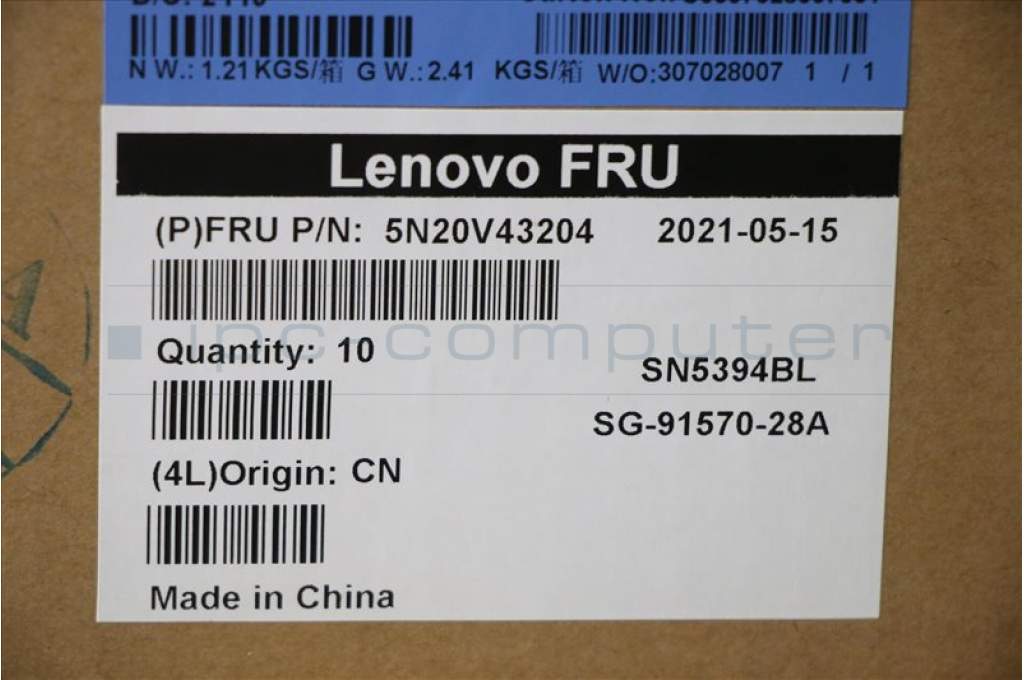 N W.: 1.21 KGS/箱 G W.: 2.41 KGS/箱 W/O:307028007 1 / 1
Lenovo FRU
(P)FRU P/N: 5N20V43204 2021-05-15
ipc-computer
Quantity: 10
SN5394BL
SG-91570-28A
(4L)Origin: CN
Made in China